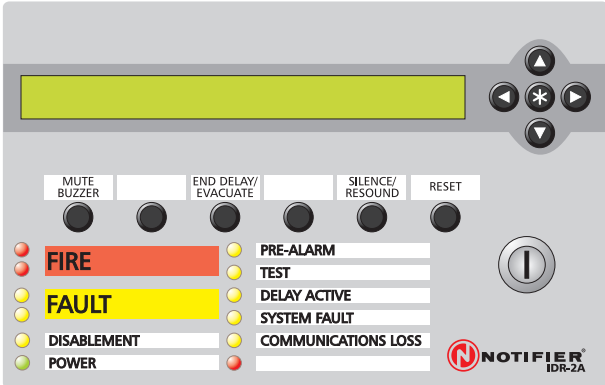 MUTE
BUZZER
END DELAY/
EVACUATE
SILENCE/
RESOUND
RESET
FIRE
FAULT
DISABLEMENT
POWER
PRE-ALARM
TEST
DELAY ACTIVE
SYSTEM FAULT
COMMUNICATIONS LOSS
N NOTIFIER®
IDR-2A